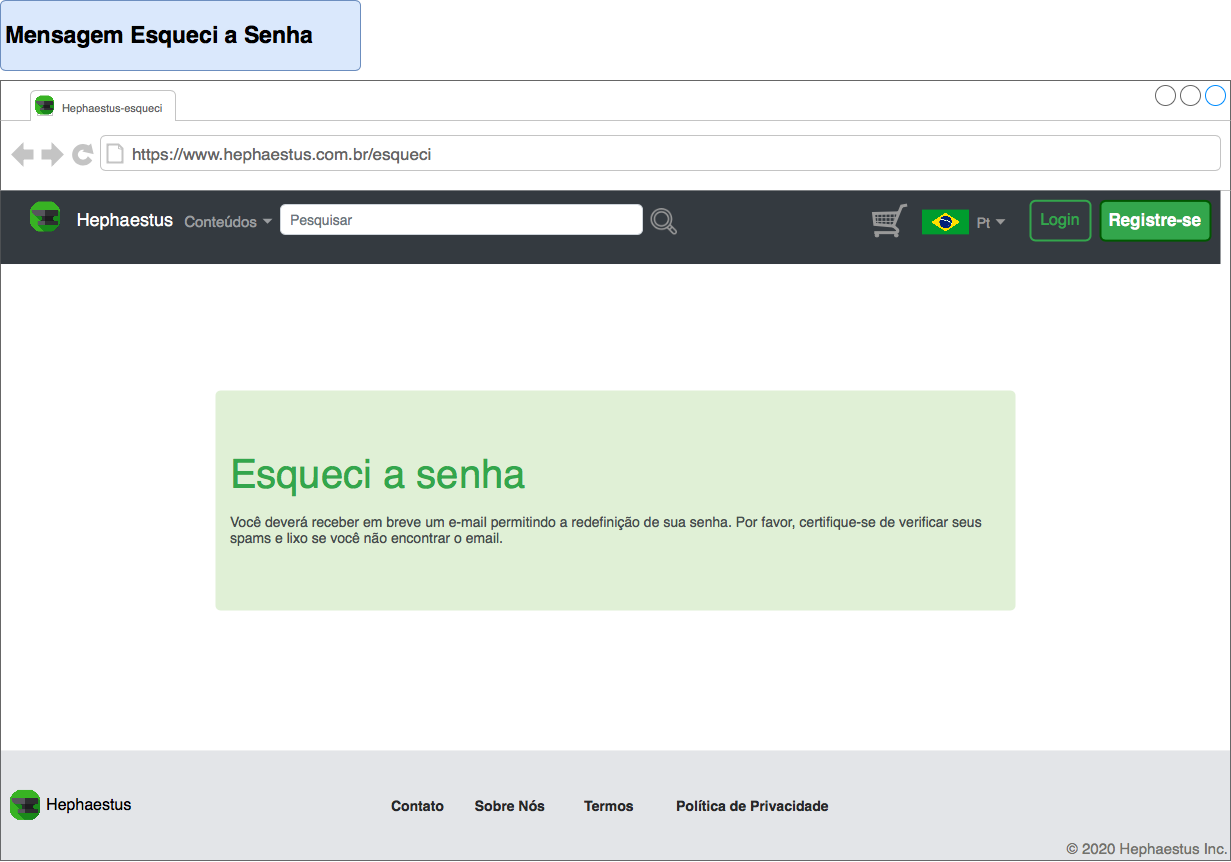 Mensagem Esqueci a Senha
Hephaestus-esqueci
https://www.hephaestus.com.br/esqueci
Hephaestus Conteúdos Pesquisar Pt Login Registre-se
Esqueci a senha
Você deverá receber em breve um e-mail permitindo a redefinição de sua senha. Por favor, certifique-se de verificar seus
spams e lixo se você não encontrar o email.
Hephaestus Contato Sobre Nós Termos Política de Privacidade
© 2020 Hephaestus Inc.